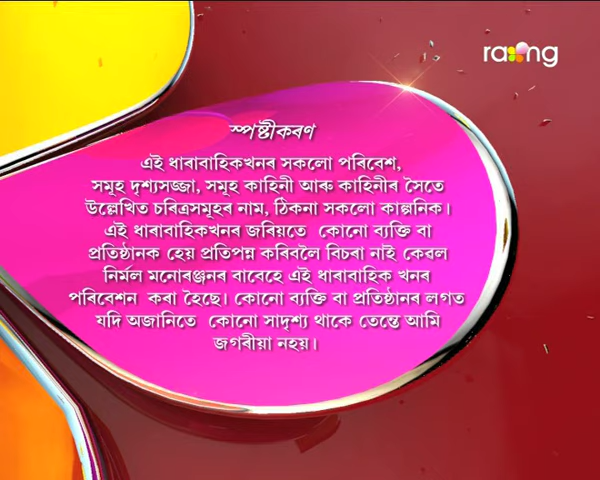 rang
স্পষ্টীকৰণ
এই ধাৰাবাহিকখনৰ সকলো পৰিবেশ,
সমূহ দৃশ্যসজ্জা, সমূহ কাহিনী আৰু কাহিনীৰ সৈতে
উল্লেখিত চৰিত্ৰসমূহৰ নাম, ঠিকনা সকলো কাল্পনিক।
এই ধাৰাবাহিকখনৰ জৰিয়তে কোনো ব্যক্তি বা
প্ৰতিষ্ঠানক হেয় প্ৰতিপন্ন কৰিবলৈ বিচৰা নাই কেৱল
নিৰ্মল মনোৰঞ্জনৰ বাবেহে এই ধাৰাবাহিক খনৰ
পৰিবেশন কৰা হৈছে। কোনো ব্যক্তি বা প্ৰতিষ্ঠানৰ লগত
যদি অজানিতে কোনো সাদৃশ্য থাকে তেন্তে আমি
জগৰীয়া নহয়।